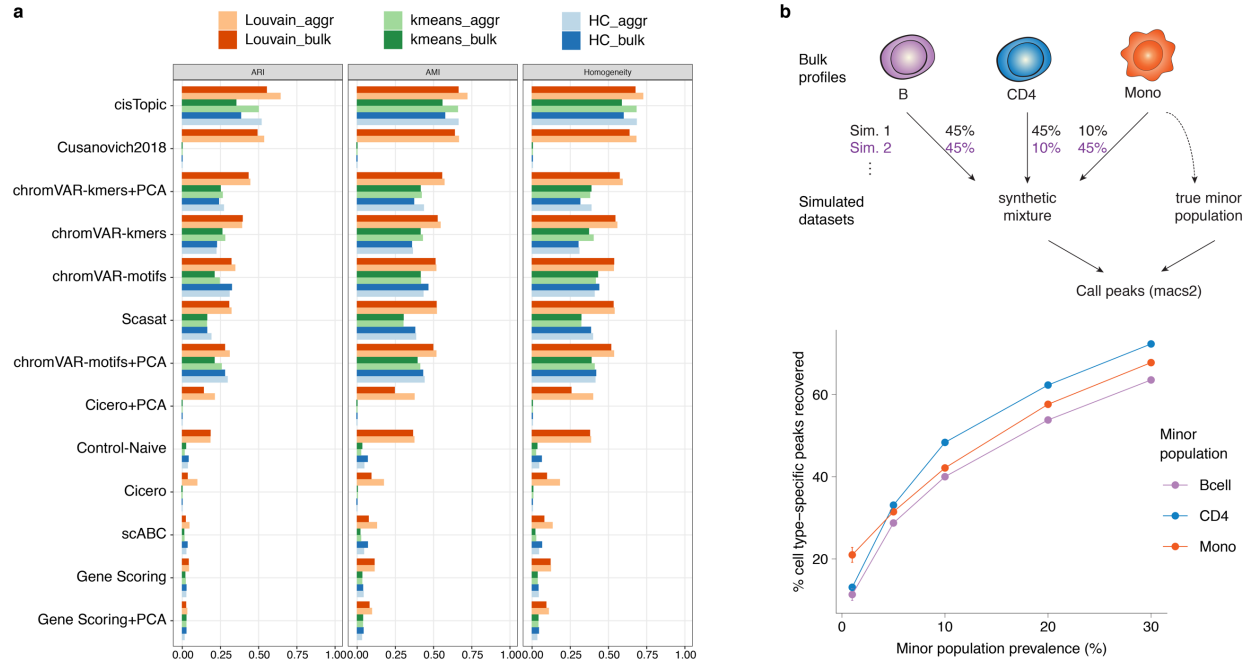 a
Louvain_aggr
Louvain_bulk
kmeans_aggr
kmeans_bulk
HC_aggr
HC_bulk
ARI
AMI
Homogeneity
cisTopic
Cusanovich2018
chromVAR-kmers+PCA
chromVAR-kmers
chromVAR-motifs
Scasat
chromVAR-motifs+PCA
Cicero+PCA
Control-Naive
Cicero
scABC
Gene Scoring
Gene Scoring+PCA
0.00 0.25 0.50 0.75 1.00
0.00 0.25 0.50 0.75 1.00
0.00 0.25 0.50 0.75 1.00
b
Bulk
profiles
B
CD4
Mono
Sim. 1 45% 45% 10%
Sim. 2 45% 10% 45%
Simulated
datasets
synthetic
mixture
true minor
population
Call peaks (macs2)
% cell type-specific peaks recovered
60
40
20
0 10 20 30
Minor population prevalence (%)
Minor
population
Bcell
CD4
Mono